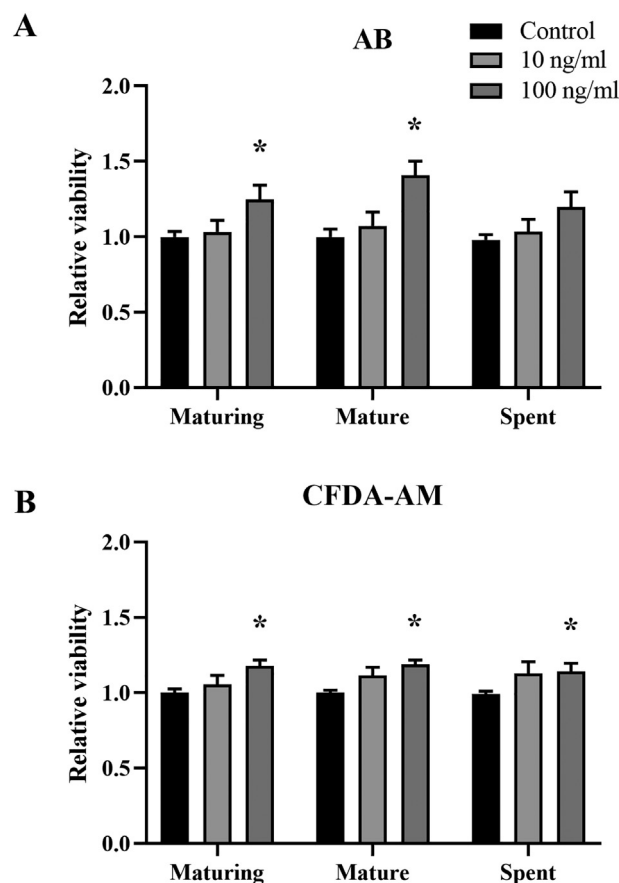 A
AB
Control
10 ng/ml
100 ng/ml
Relative viability
2.0
1.5
1.0
0.5
0.0
*
*
Maturing
Mature
Spent
B
CFDA-AM
Relative viability
2.0
1.5
1.0
0.5
0.0
*
*
*
Maturing
Mature
Spent